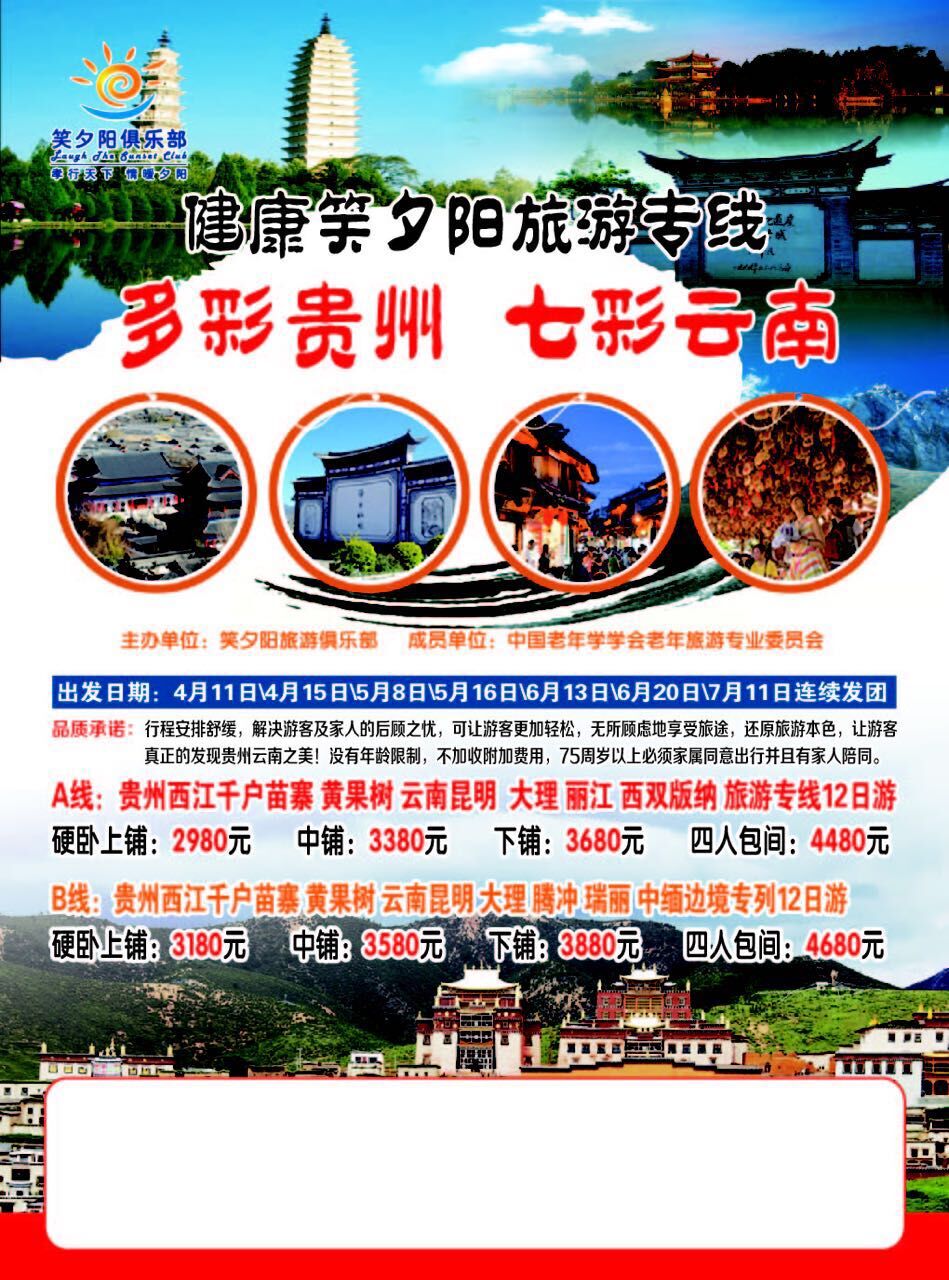 笑夕阳俱乐部
Laugh The Sunset Club
孝行天下 情暖夕阳
健康笑夕阳旅游专线
多彩贵州 七彩云南
主办单位：笑夕阳旅游俱乐部 成员单位：中国老年学学会老年旅游专业委员会
出发日期：4月11日\4月15日\5月8日\5月16日\6月13日\6月20日\7月11日连续发团
品质承诺：行程安排舒缓，解决游客及家人的后顾之忧，可让游客更加轻松，无所顾虑地享受旅途，还原旅游本色，让游客
真正的发现贵州云南之美！没有年龄限制，不加收附加费用，75周岁以上必须家属同意出行并且有家人陪同。
A线：贵州西江千户苗寨 黄果树 云南昆明 大理 丽江 西双版纳 旅游专线12日游
硬卧上铺：2980元 中铺：3380元 下铺：3680元 四人包间：4480元
B线：贵州西江千户苗寨 黄果树 云南昆明 大理 腾冲 瑞丽 中缅边境专列12日游
硬卧上铺：3180元 中铺：3580元 下铺：3880元 四人包间：4680元